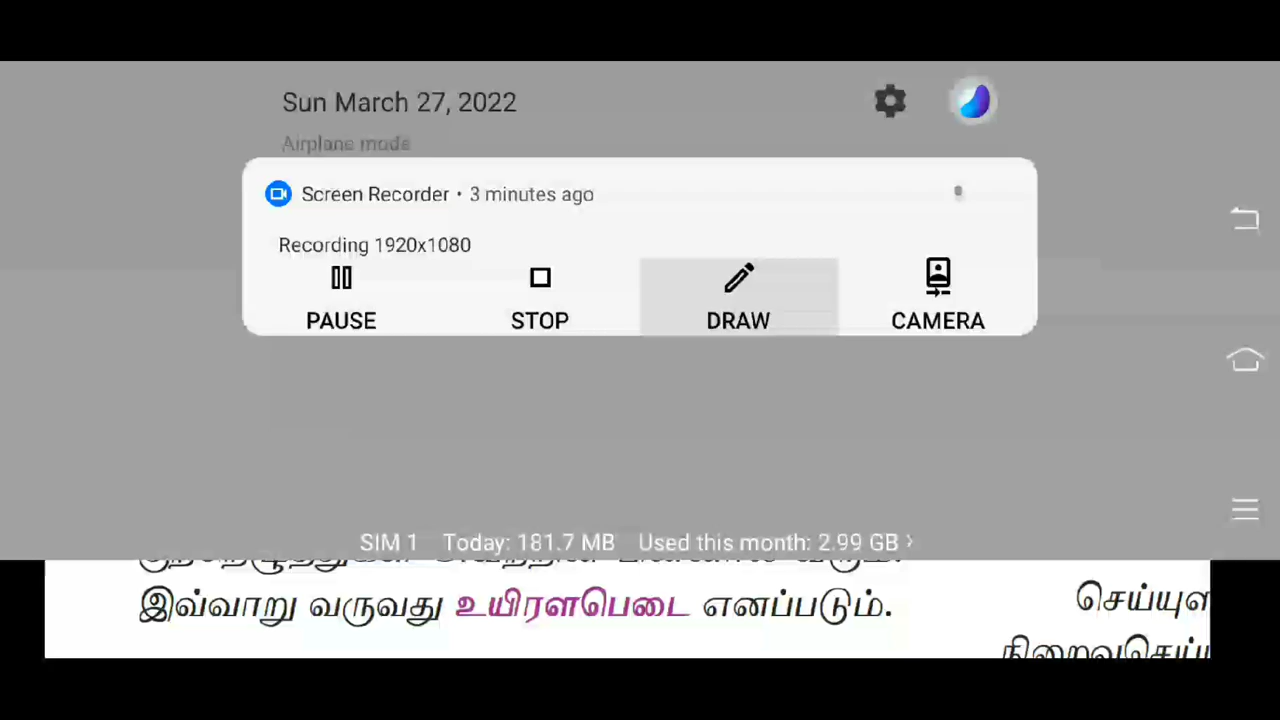 Sun March 27, 2022
Airplane mode
Screen Recorder • 3 minutes ago
Recording 1920x1080
PAUSE STOP DRAW CAMERA
SIM 1 Today: 181.7 MB Used this month: 2.99 GB ›
இவ்வாறு வருவது உயிரளபெடை எனப்படும்.